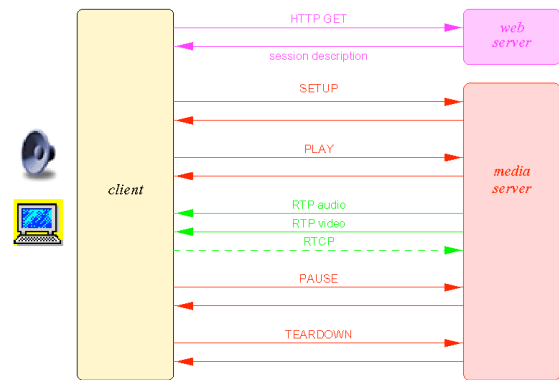 HTTP GET
web
server
session description
SETUP
PLAY
client
media
server
RTP audio
RTP video
RTCP
PAUSE
TEARDOWN